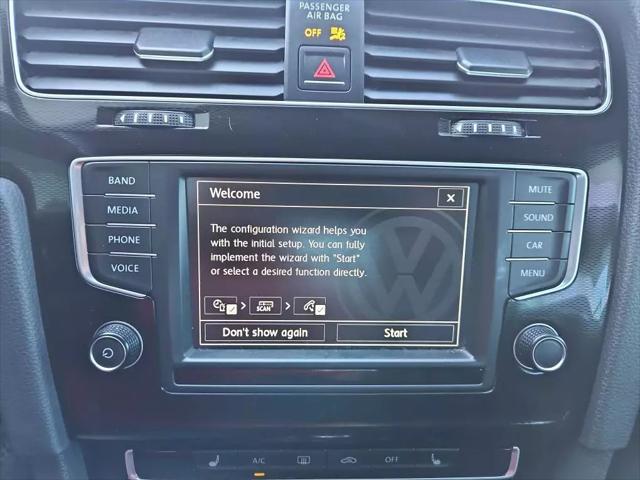 PASSENGER
AIR BAG
OFF
BAND
MEDIA
PHONE
VOICE
Welcome
The configuration wizard helps you
with the initial setup. You can fully
implement the wizard with "Start"
or select a desired function directly.
SCAN
Don't show again
Start
MUTE
SOUND
CAR
MENU
A/C
OFF